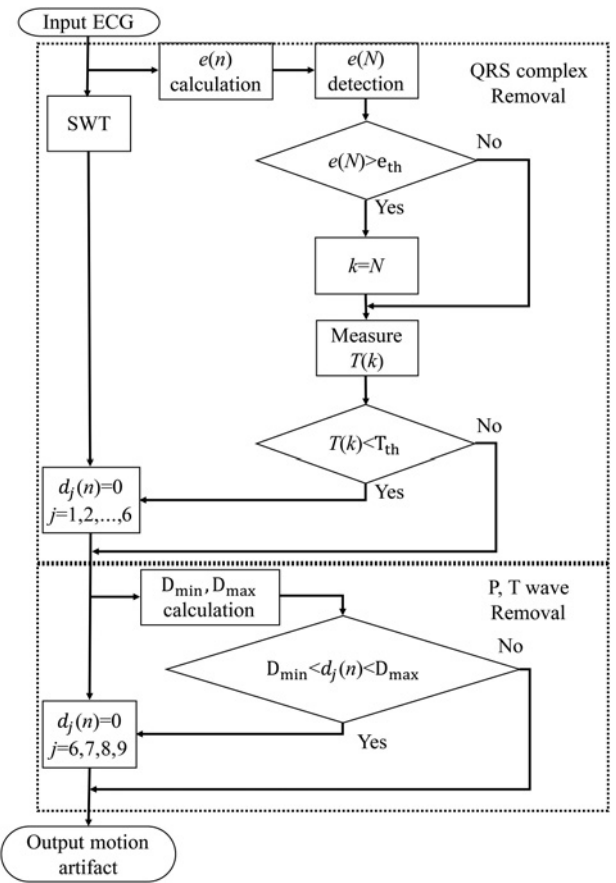 Input ECG
e(n)
calculation
e(N)
detection
QRS complex
Removal
SWT
e(N)>eth
No
Yes
k=N
Measure
T(k)
T(k)<Tth
No
Yes
dj(n)=0
j=1,2,...,6
Dmin,Dmax
calculation
P, T wave
Removal
Dmin<dj(n)<Dmax
No
Yes
dj(n)=0
j=6,7,8,9
Output motion
artifact